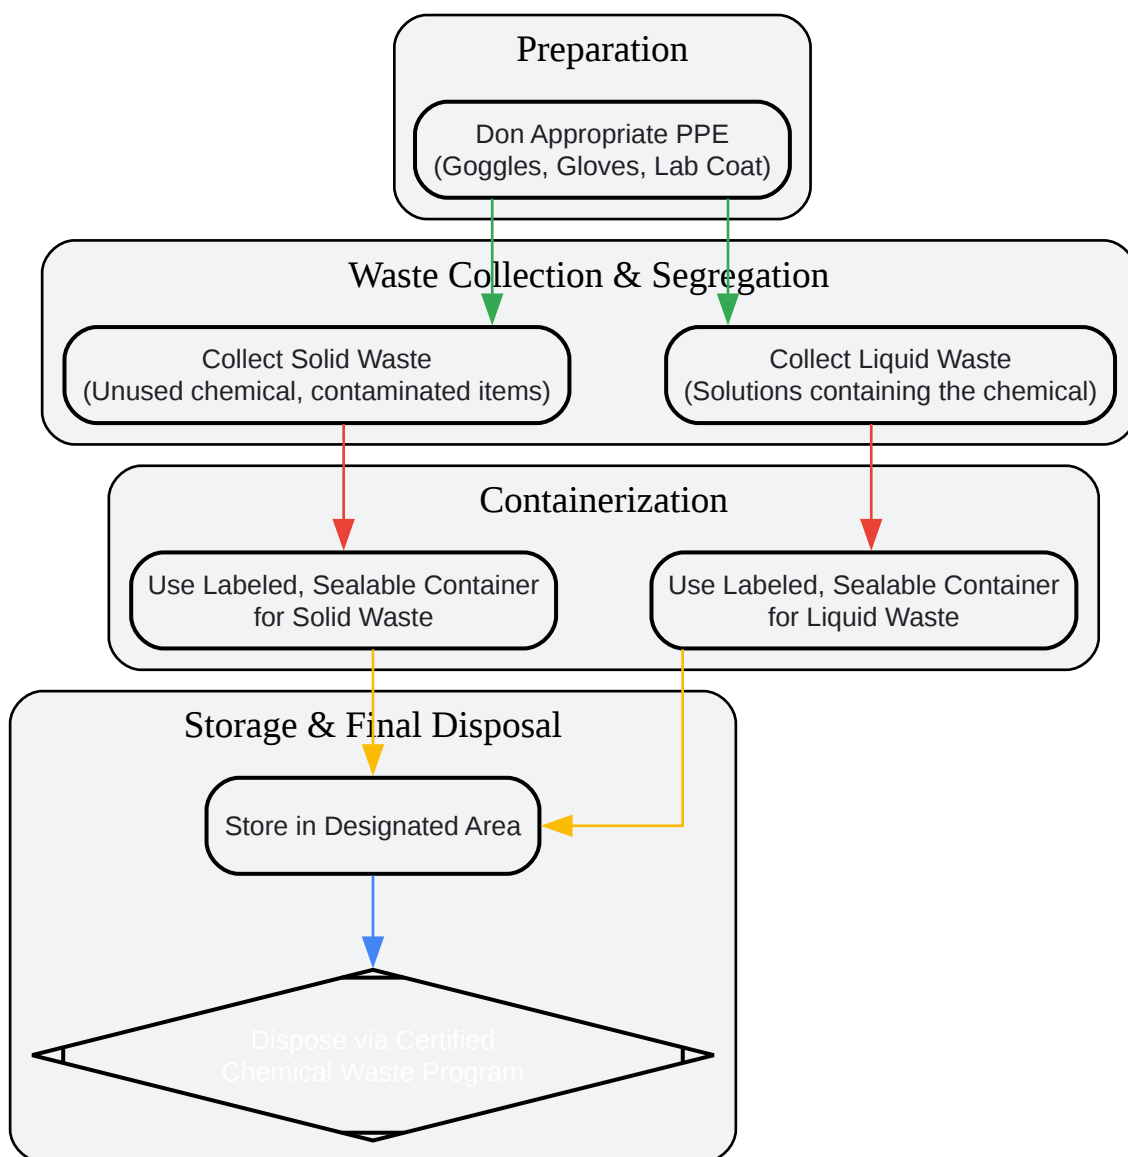 Preparation
Don Appropriate PPE
(Goggles, Gloves, Lab Coat)
Waste Collection & Segregation
Collect Solid Waste
(Unused chemical, contaminated items)
Collect Liquid Waste
(Solutions containing the chemical)
Containerization
Use Labeled, Sealable Container
for Solid Waste
Use Labeled, Sealable Container
for Liquid Waste
Storage & Final Disposal
Store in Designated Area
Dispose via Certified
Chemical Waste Program